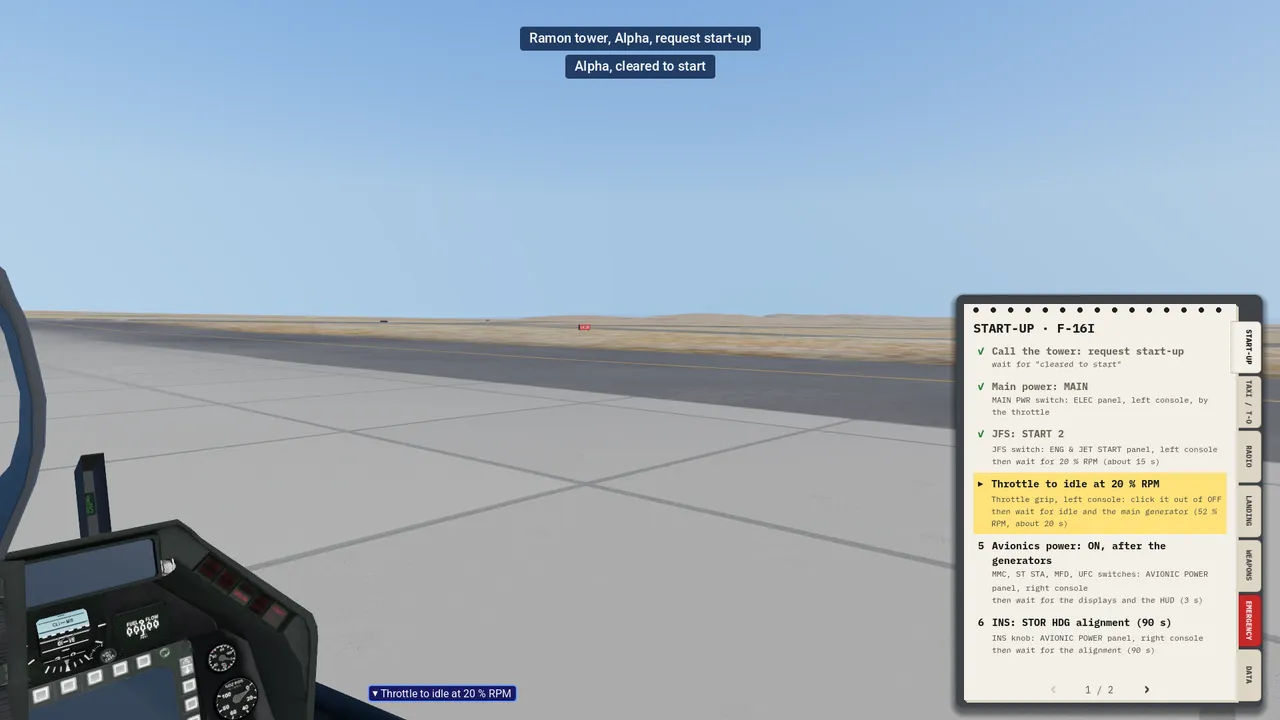 Ramon tower, Alpha, request start-up
Alpha, cleared to start
START-UP · F-16I
✓ Call the tower: request start-up
wait for "cleared to start"
✓ Main power: MAIN
MAIN PWR switch: ELEC panel, left console, by
the throttle
✓ JFS: START 2
JFS switch: ENG & JET START panel, left console
then wait for 20 % RPM (about 15 s)
▸ Throttle to idle at 20 % RPM
Throttle grip, left console: click it out of OFF
then wait for idle and the main generator (52 %
RPM, about 20 s)
5 Avionics power: ON, after the
generators
MMC, ST STA, MFD, UFC switches: AVIONIC POWER
panel, right console
then wait for the displays and the HUD (3 s)
6 INS: STOR HDG alignment (90 s)
INS knob: AVIONIC POWER panel, right console
then wait for the alignment (90 s)
‹ 1 / 2 ›
START-UP
TAXI / T-O
RADIO
LANDING
WEAPONS
EMERGENCY
DATA
FUEL FLOW
▾ Throttle to idle at 20 % RPM